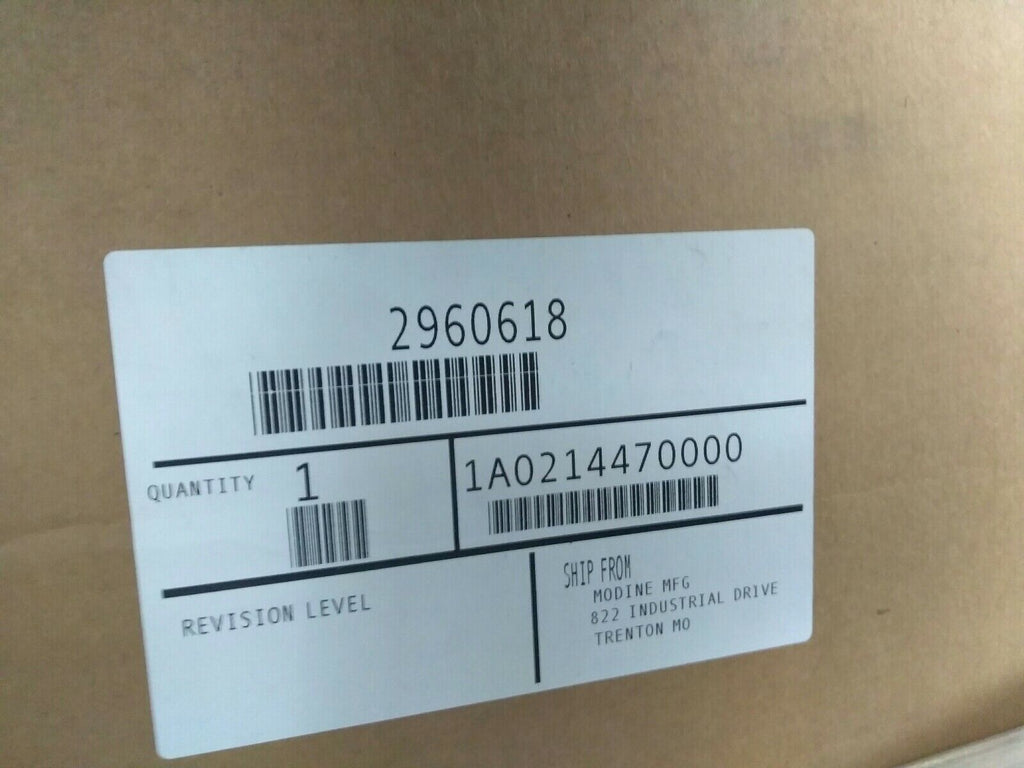 2960618
QUANTITY 1
1A0214470000
REVISION LEVEL
SHIP FROM
MODINE MFG
822 INDUSTRIAL DRIVE
TRENTON MO